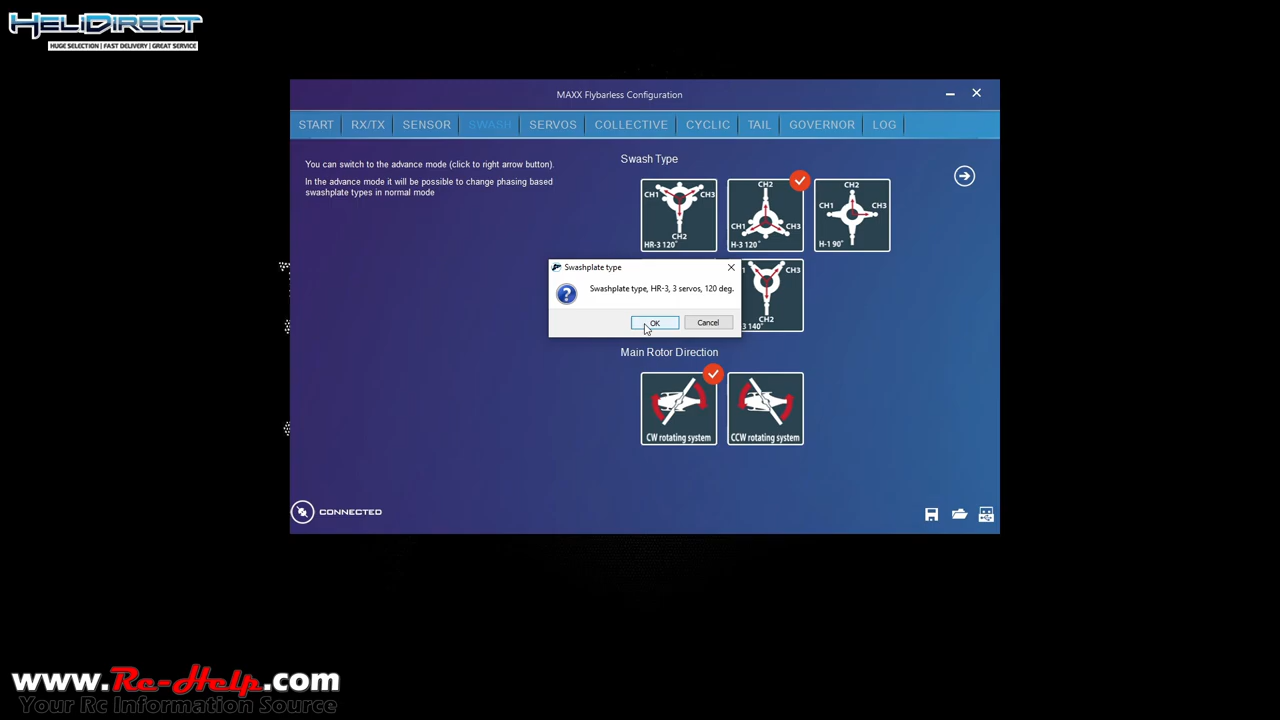 HELIDIRECT
HUGE SELECTION | FAST DELIVERY | GREAT SERVICE
MAXX Flybarless Configuration
START RX/TX SENSOR SWASH SERVOS COLLECTIVE CYCLIC TAIL GOVERNOR LOG
You can switch to the advance mode (click to right arrow button).
In the advance mode it will be possible to change phasing based
swashplate types in normal mode
Swash Type
CH1 CH3
CH2
HR-3 120°
CH2
CH1 CH3
H-3 120°
CH2
CH1 CH3
H-1 90°
Swashplate type
Swashplate type, HR-3, 3 servos, 120 deg.
OK Cancel
1 CH3
CH2
3 140°
Main Rotor Direction
CW rotating system
CCW rotating system
CONNECTED
www.Rc-Help.com
Your Rc Information Source